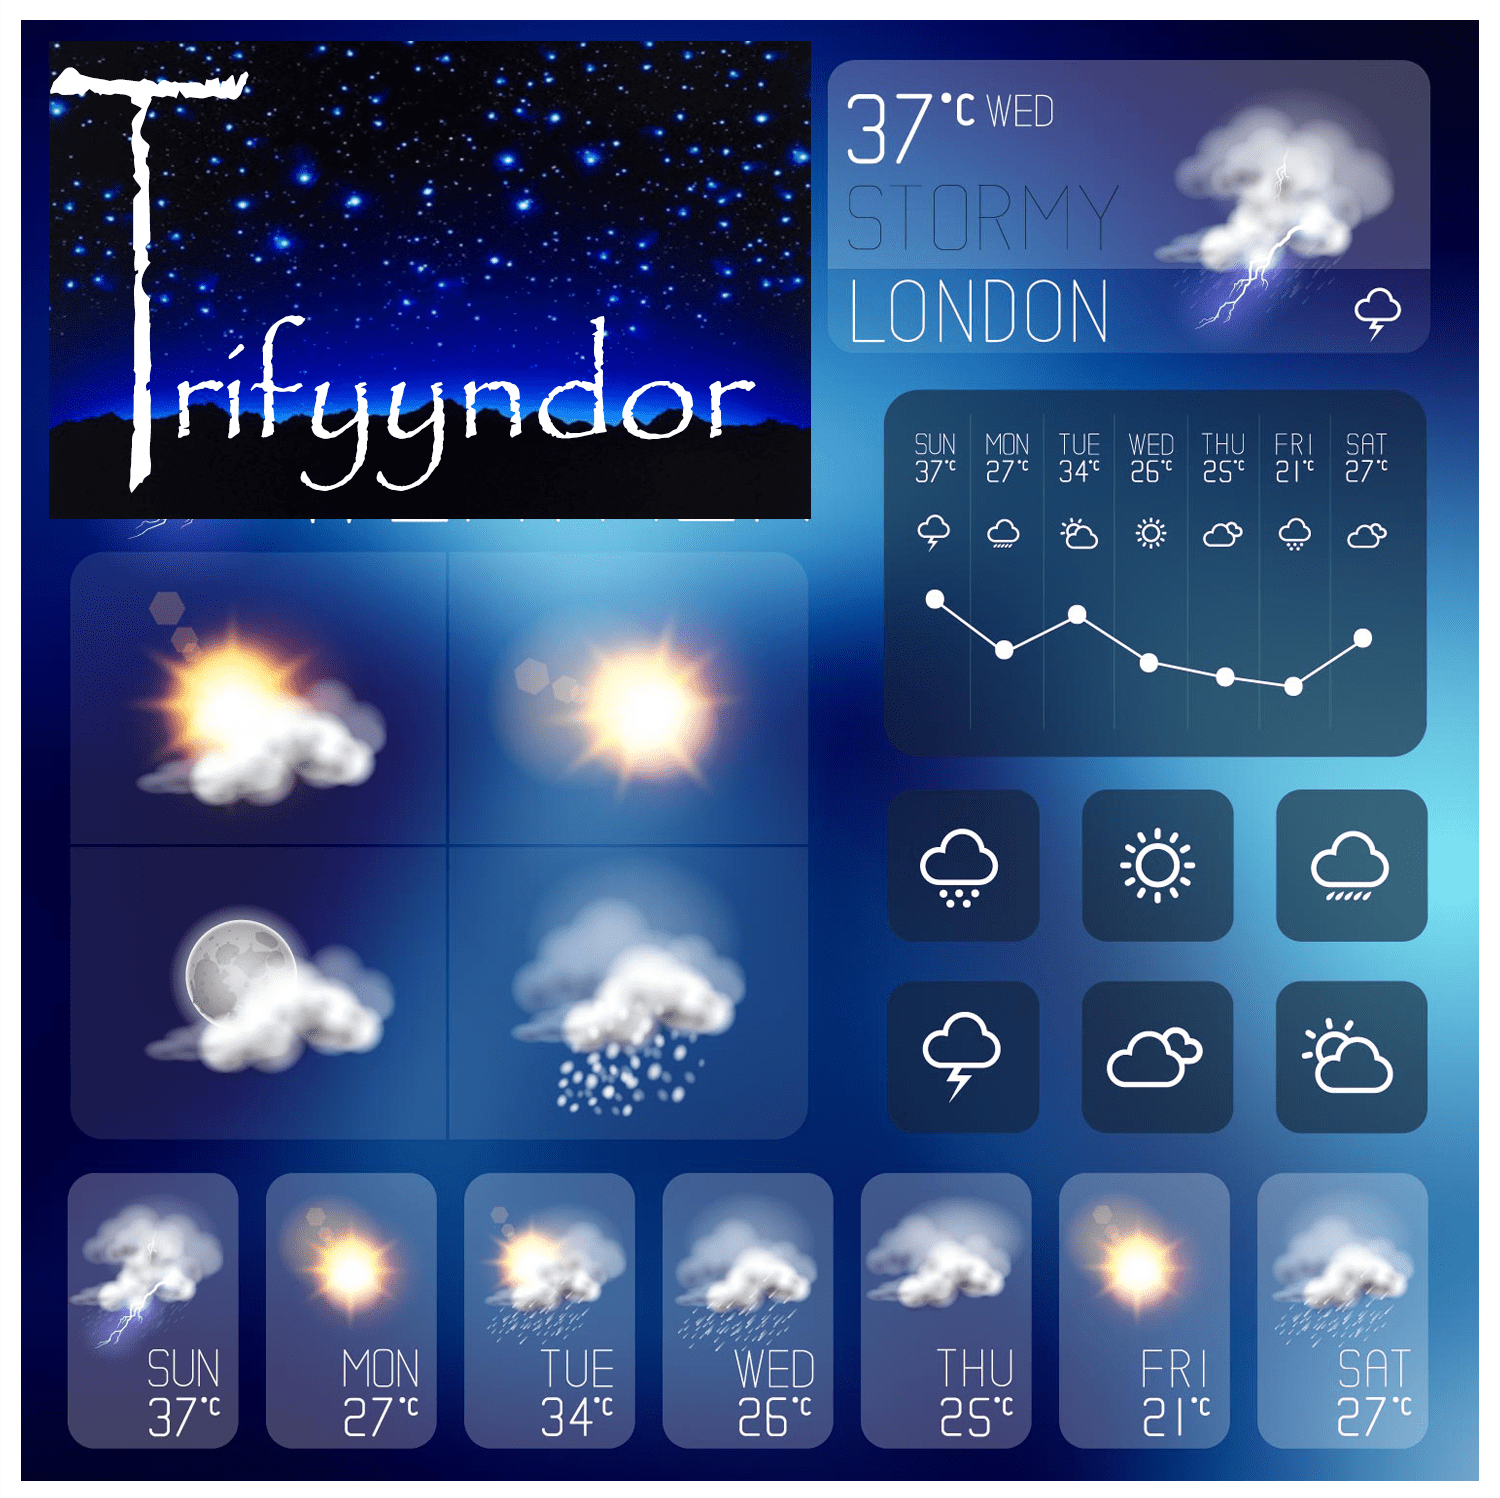 Trifyyndor
37°C WED
STORMY
LONDON
SUN MON TUE WED THU FRI SAT
37°C 27°C 34°C 26°C 25°C 21°C 27°C
SUN MON TUE WED THU FRI SAT
37°C 27°C 34°C 26°C 25°C 21°C 27°C